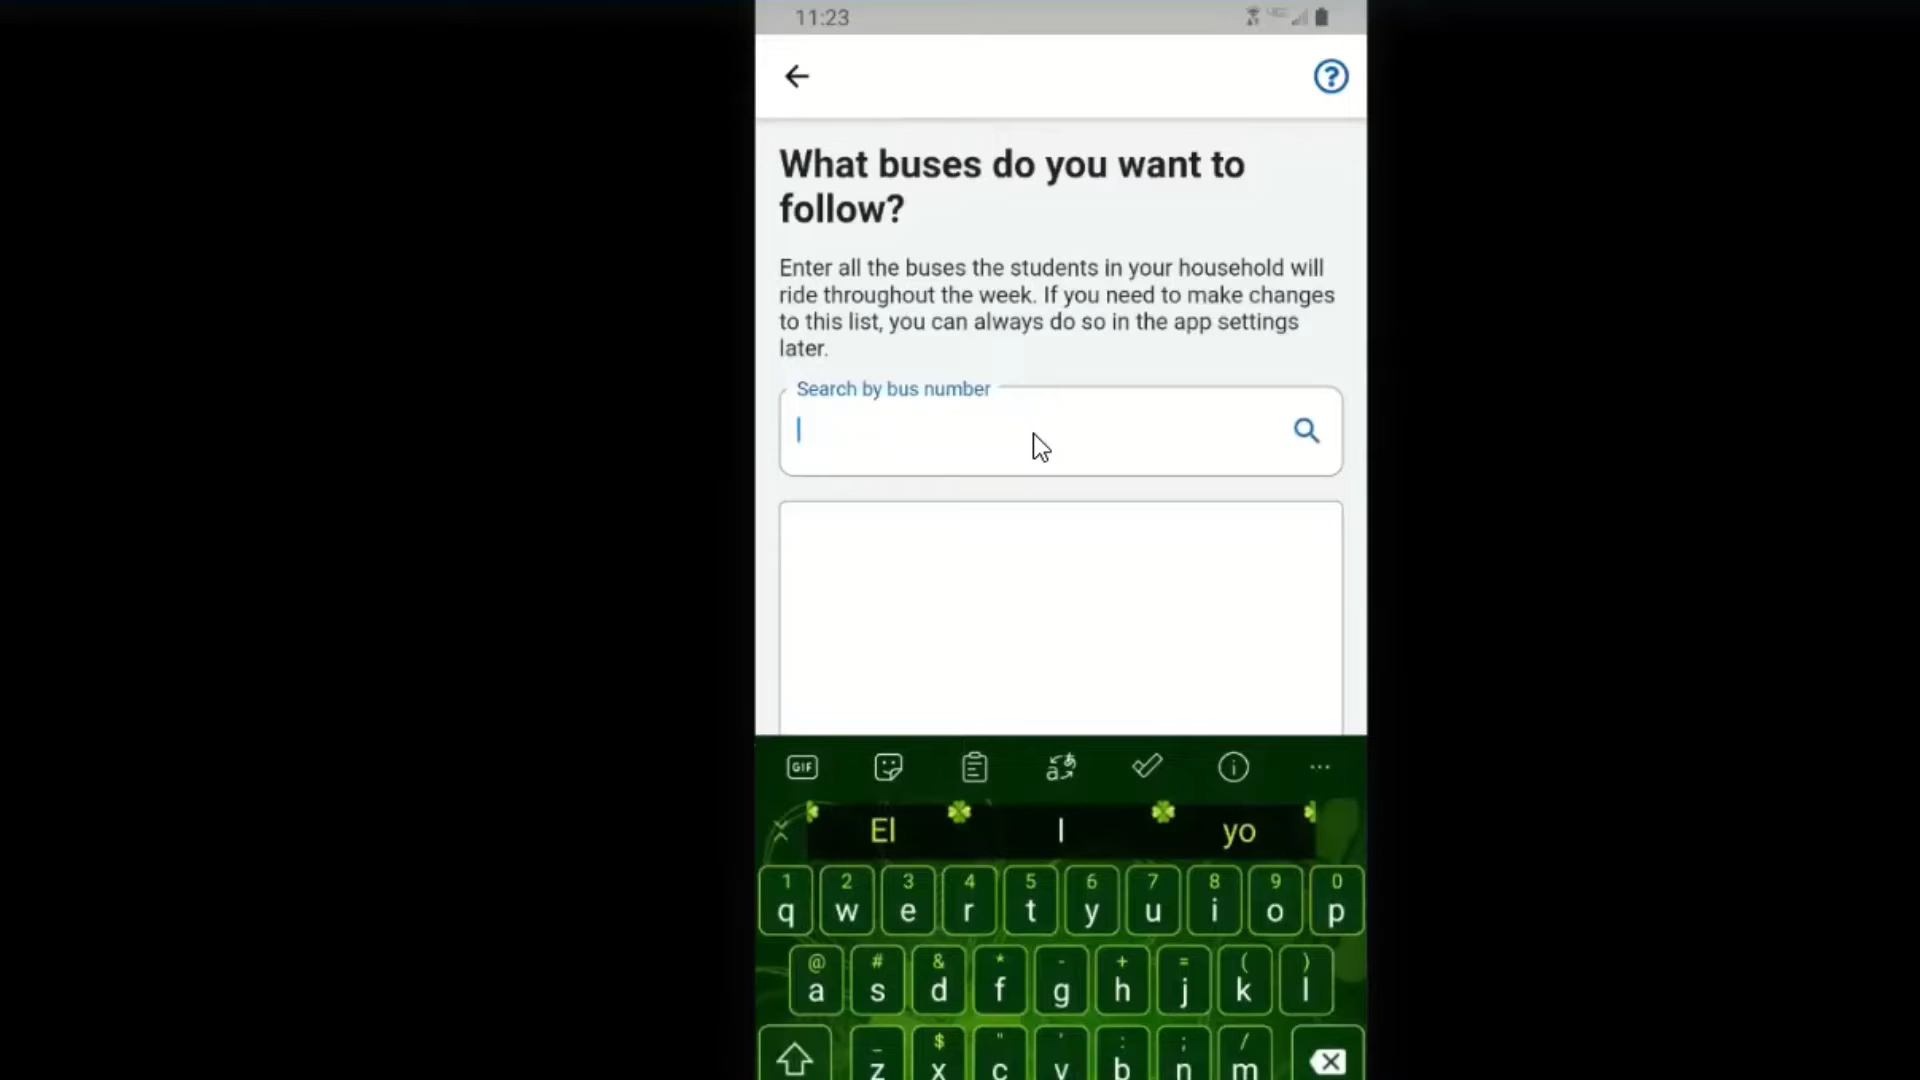 11:23
What buses do you want to
follow?
Enter all the buses the students in your household will
ride throughout the week. If you need to make changes
to this list, you can always do so in the app settings
later.
Search by bus number
GIF
El I yo
1 2 3 4 5 6 7 8 9 0
q w e r t y u i o p
@ # & * - + = ( )
a s d f g h j k l
_ $ " ' : ; /
z x c v b n m